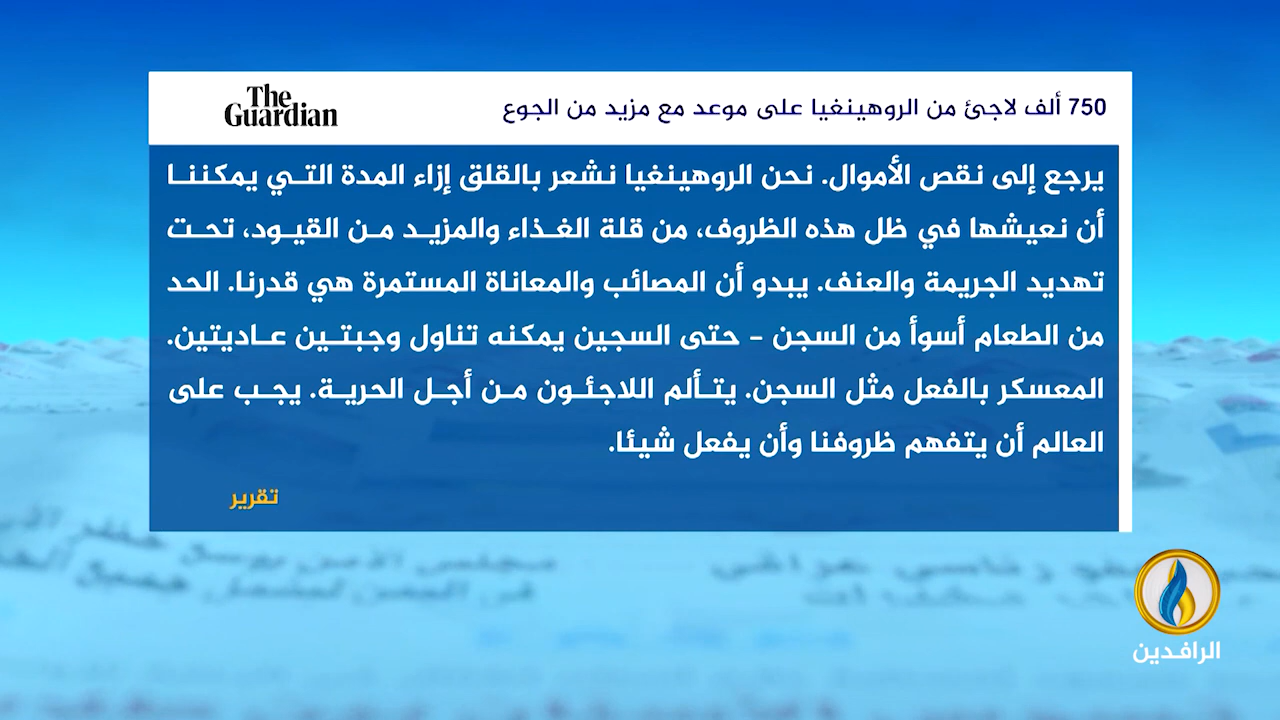 The Guardian
750 ألف لاجئ من الروهينغيا على موعد مع مزيد من الجوع
يرجع إلى نقص الأموال. نحن الروهينغيا نشعر بالقلق إزاء المدة التي يمكننا
أن نعيشها في ظل هذه الظروف، من قلة الغذاء والمزيد من القيود، تحت
تهديد الجريمة والعنف. يبدو أن المصائب والمعاناة المستمرة هي قدرنا. الحد
من الطعام أسوأ من السجن - حتى السجين يمكنه تناول وجبتين عاديتين.
المعسكر بالفعل مثل السجن. يتألم اللاجئون من أجل الحرية. يجب على
العالم أن يتفهم ظروفنا وأن يفعل شيئا.
تقرير
الرافدين